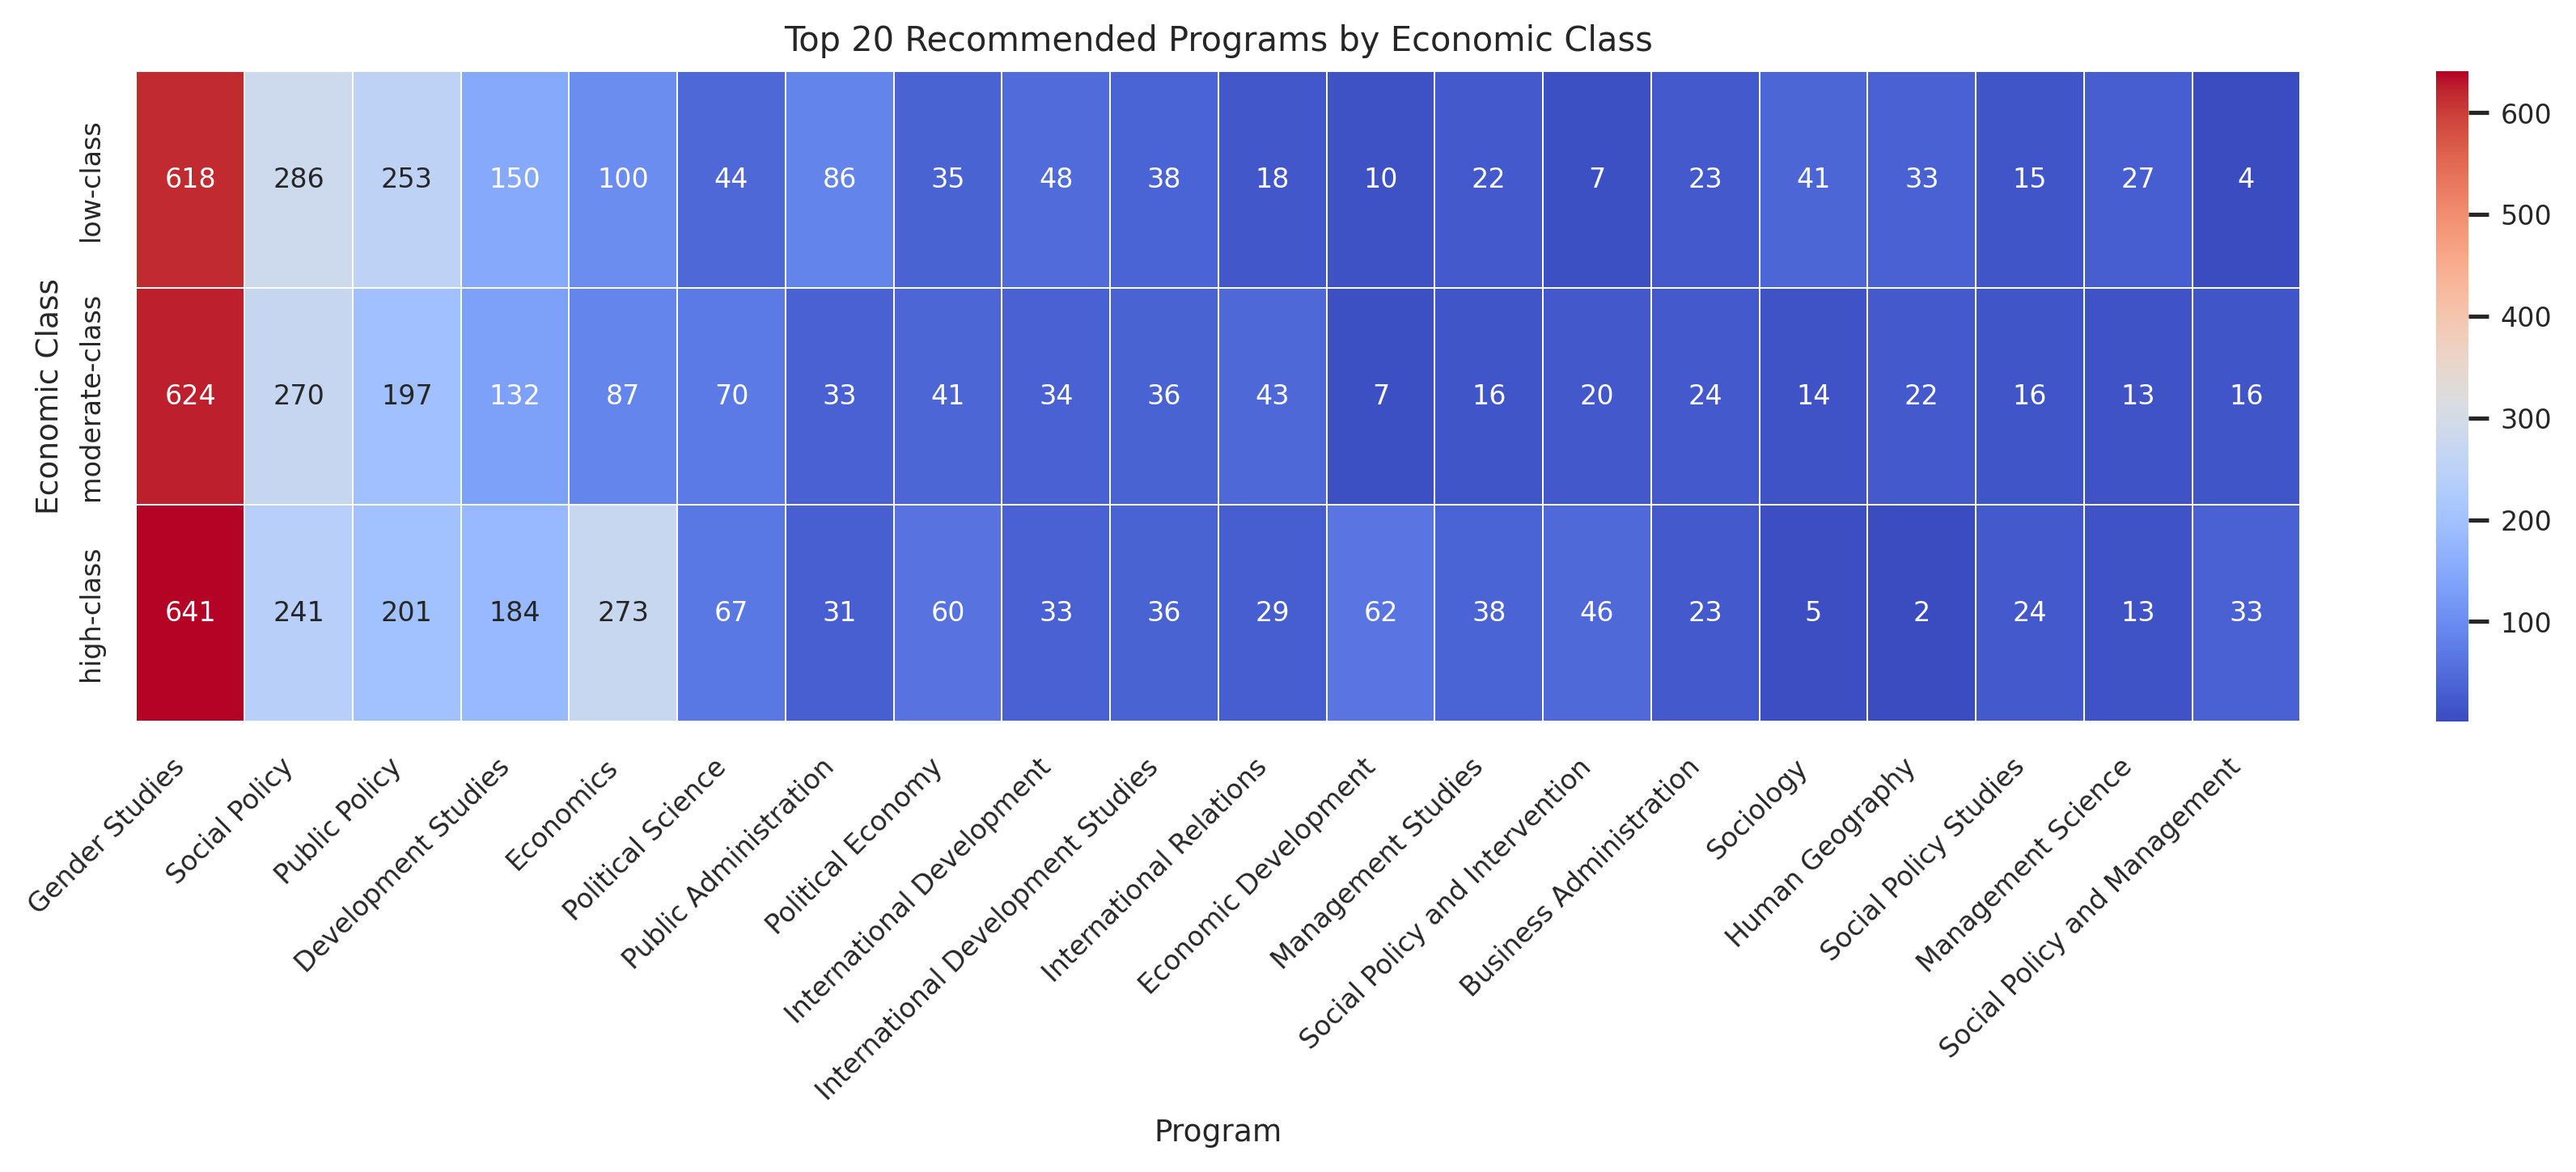 Top 20 Recommended Programs by Economic Class
Economic Class
low-class
618 286 253 150 100 44 86 35 48 38 18 10 22 7 23 41 33 15 27 4
moderate-class
624 270 197 132 87 70 33 41 34 36 43 7 16 20 24 14 22 16 13 16
high-class
641 241 201 184 273 67 31 60 33 36 29 62 38 46 23 5 2 24 13 33
Gender Studies
Social Policy
Public Policy
Development Studies
Economics
Political Science
Public Administration
Political Economy
International Development
International Development Studies
International Relations
Economic Development
Management Studies
Social Policy and Intervention
Business Administration
Sociology
Human Geography
Social Policy Studies
Management Science
Social Policy and Management
Program
600
500
400
300
200
100